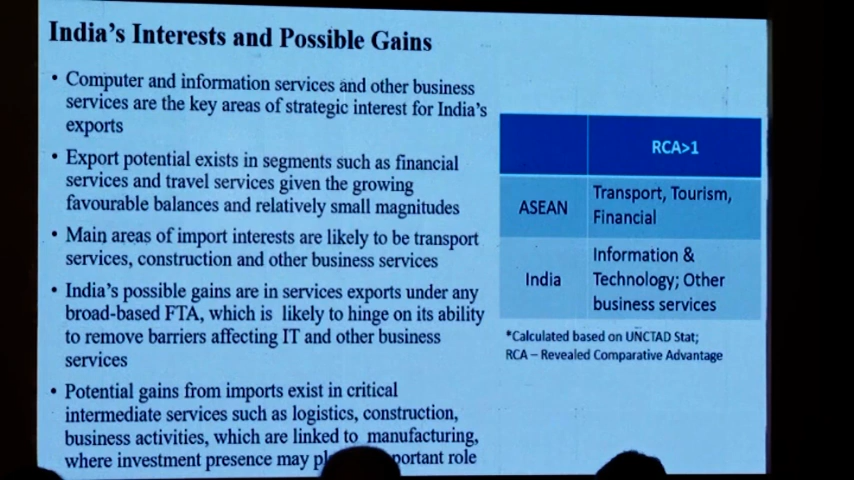 India's Interests and Possible Gains
• Computer and information services and other business
services are the key areas of strategic interest for India's
exports
• Export potential exists in segments such as financial
services and travel services given the growing
favourable balances and relatively small magnitudes
• Main areas of import interests are likely to be transport
services, construction and other business services
• India's possible gains are in services exports under any
broad-based FTA, which is likely to hinge on its ability
to remove barriers affecting IT and other business
services
• Potential gains from imports exist in critical
intermediate services such as logistics, construction,
business activities, which are linked to manufacturing,
where investment presence may role
RCA>1
ASEAN
Transport, Tourism,
Financial
India
Information &
Technology; Other
business services
*Calculated based on UNCTAD Stat;
RCA – Revealed Comparative Advantage